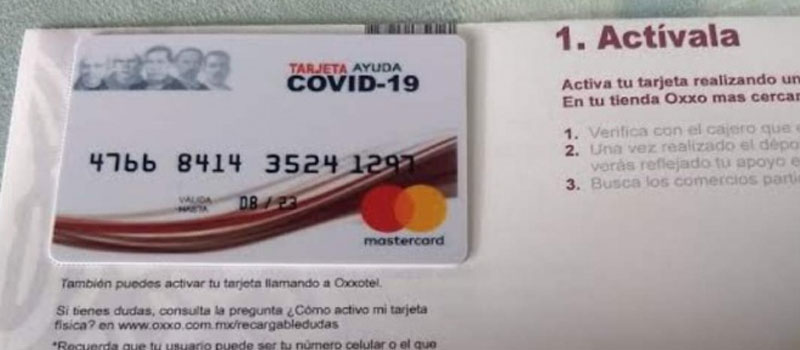 TARJETA AYUDA
COVID-19
4766 8414 3524 1297
VALIDA
HASTA
08 / 23
mastercard
También puedes activar tu tarjeta llamando a Oxxotel.
Si tienes dudas, consulta la pregunta ¿Cómo activo mi tarjeta
física? en www.oxxo.com.mx/recargabledudas
*Recuerda que tu usuario puede ser tu número celular o el que
1. Actívala
Activa tu tarjeta realizando un
En tu tienda Oxxo mas cercan
1. Verifica con el cajero que
2. Una vez realizado el
verás reflejado tu apoyo
3. Busca los comercios